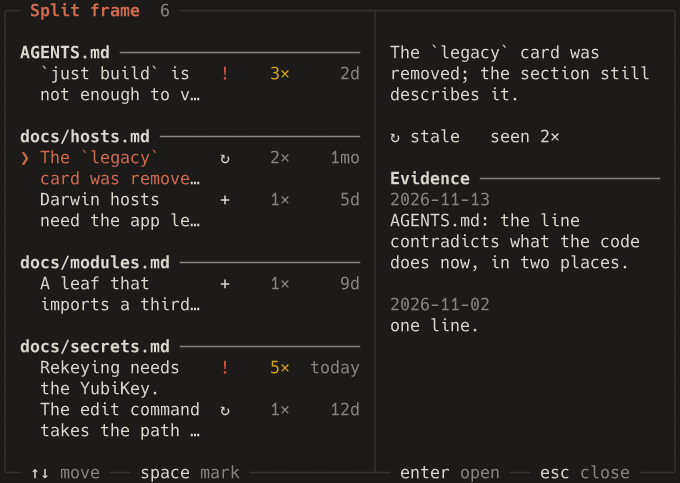 Split frame 6
AGENTS.md
`just build` is ! 3× 2d
not enough to v…
docs/hosts.md
❯ The `legacy` ↻ 2× 1mo
card was remove…
Darwin hosts + 1× 5d
need the app le…
docs/modules.md
A leaf that + 1× 9d
imports a third…
docs/secrets.md
Rekeying needs ! 5× today
the YubiKey.
The edit command ↻ 1× 12d
takes the path …
↑↓ move space mark
The `legacy` card was
removed; the section still
describes it.
↻ stale seen 2×
Evidence
2026-11-13
AGENTS.md: the line
contradicts what the code
does now, in two places.
2026-11-02
one line.
enter open esc close